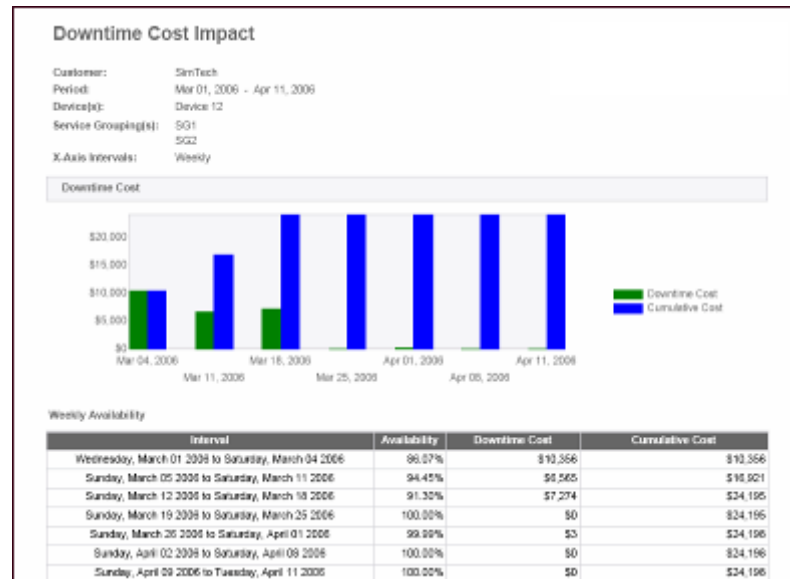 Downtime Cost Impact
Customer: SimTech
Period: Mar 01, 2006 - Apr 11, 2006
Device(s): Device 12
Service Grouping(s): SG1
SG2
X-Axis Intervals: Weekly
Downtime Cost
$20,000
$15,000
$10,000
$5,000
$0
Mar 04, 2006
Mar 11, 2006
Mar 18, 2006
Mar 25, 2006
Apr 01, 2006
Apr 08, 2006
Apr 11, 2006
Downtime Cost
Cumulative Cost
Weekly Availability
Interval Availability Downtime Cost Cumulative Cost
Wednesday, March 01 2006 to Saturday, March 04 2006 86.07% $10,356 $10,356
Sunday, March 05 2006 to Saturday, March 11 2006 94.45% $6,565 $16,921
Sunday, March 12 2006 to Saturday, March 18 2006 91.30% $7,274 $24,195
Sunday, March 19 2006 to Saturday, March 25 2006 100.00% $0 $24,195
Sunday, March 26 2006 to Saturday, April 01 2006 99.99% $3 $24,198
Sunday, April 02 2006 to Saturday, April 08 2006 100.00% $0 $24,198
Sunday, April 09 2006 to Tuesday, April 11 2006 100.00% $0 $24,198